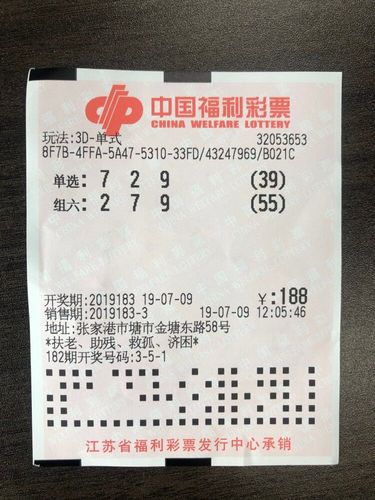 中国福利彩票
CHINA WELFARE LOTTERY
玩法:3D-单式 32053653
8F7B-4FFA-5A47-5310-33FD/43247969/B021C
单选: 7 2 9 (39)
组六: 2 7 9 (55)
开奖期:2019183 19-07-09 ¥:188
销售期:2019183-3 19-07-09 12:05:46
地址:张家港市塘市金塘东路58号
*扶老、助残、救孤、济困*
182期开奖号码:3-5-1
江苏省福利彩票发行中心承销